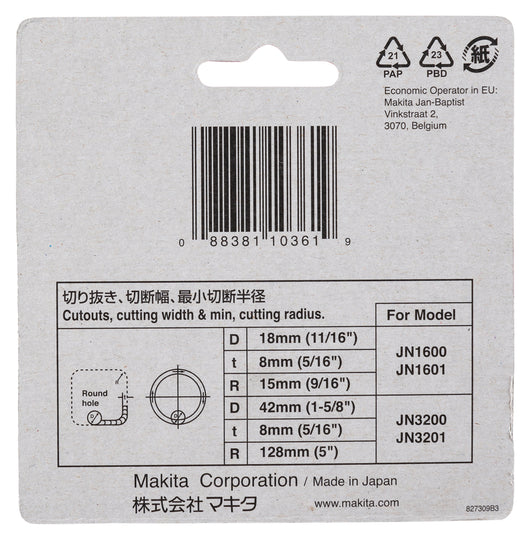 21
PAP
23
PBD
紙
Economic Operator in EU:
Makita Jan-Baptist
Vinkstraat 2,
3070, Belgium
0 88381 10361 9
切り抜き、切断幅、最小切断半径
Cutouts, cutting width & min, cutting radius.
For Model
Round
hole
D
D
D 18mm (11/16")
t 8mm (5/16")
R 15mm (9/16")
JN1600
JN1601
D 42mm (1-5/8")
t 8mm (5/16")
R 128mm (5")
JN3200
JN3201
Makita Corporation / Made in Japan
株式会社 マキタ www.makita.com
827309B3